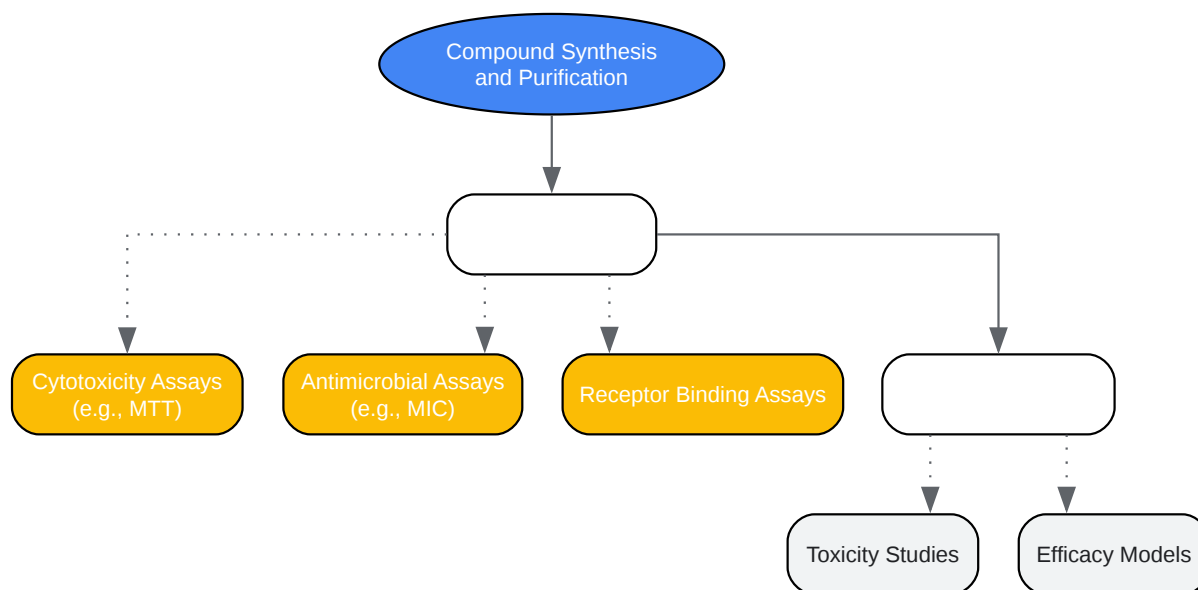 Compound Synthesis
and Purification
Cytotoxicity Assays
(e.g., MTT)
Antimicrobial Assays
(e.g., MIC)
Receptor Binding Assays
Toxicity Studies
Efficacy Models